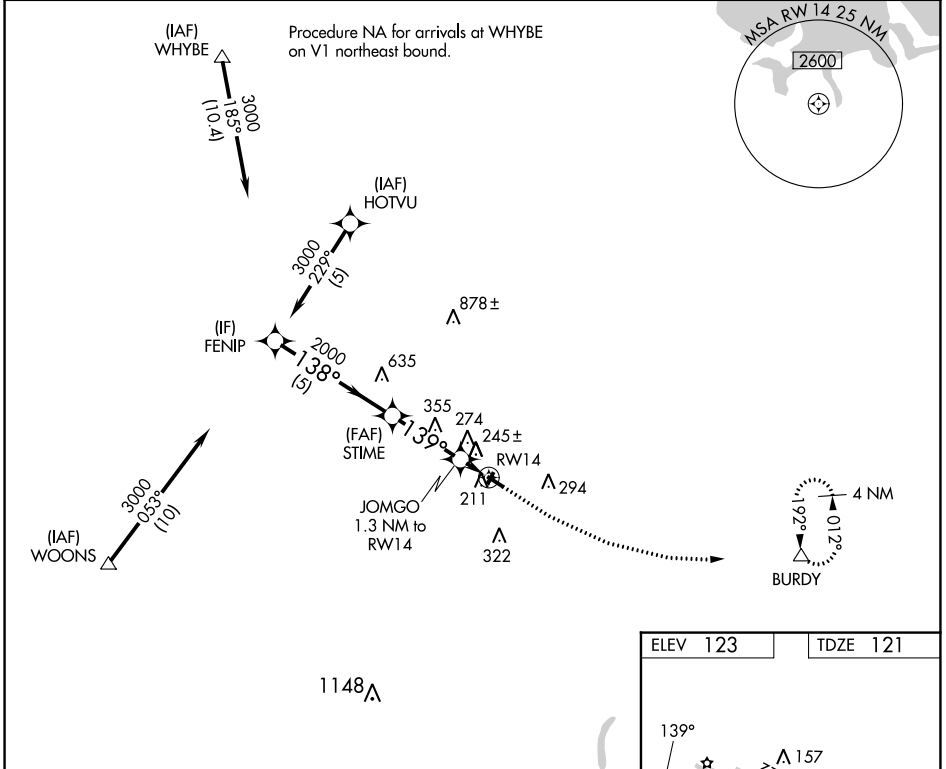 (IAF)
WHYBE
Procedure NA for arrivals at WHYBE
on V1 northeast bound.
MSA RW 14 25 NM
2600
3000
185°
(10.4)
(IAF)
HOTVU
3000
229°
(5)
878±
(IF)
FENIP
2000
138°
(5)
635
355
274
245±
(FAF)
STIME
139°
RW14
211
294
JOMGO
1.3 NM to
RW14
322
3000
053°
(10)
(IAF)
WOONS
4 NM
192°
012°
BURDY
1148
ELEV 123
TDZE 121
139°
157